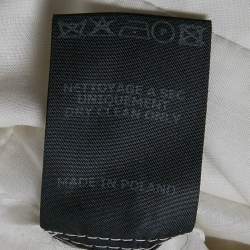 NETTOYAGE A SEC
UNIQUEMENT
DRY CLEAN ONLY
MADE IN POLAND